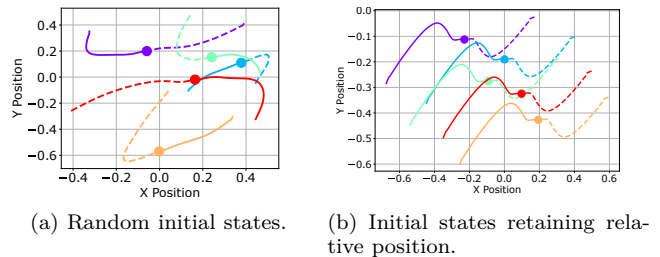 0.4
0.2
0.0
−0.2
−0.4
−0.6
Y Position
−0.4 −0.2 0.0 0.2 0.4
X Position
(a) Random initial states.
−0.0
−0.1
−0.2
−0.3
−0.4
−0.5
−0.6
Y Position
−0.6 −0.4 −0.2 0.0 0.2 0.4 0.6
X Position
(b) Initial states retaining rel-
ative position.